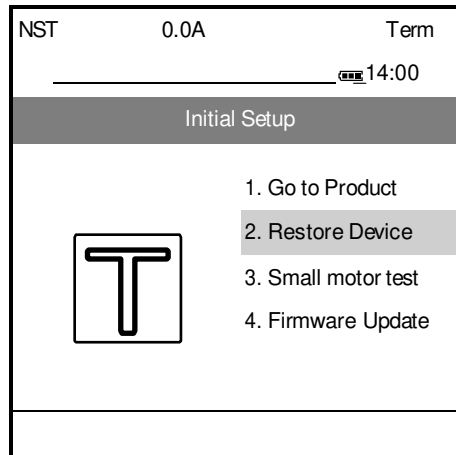 NST 0.0A Term
14:00
Initial Setup
1. Go to Product
2. Restore Device
3. Small motor test
4. Firmware Update
T